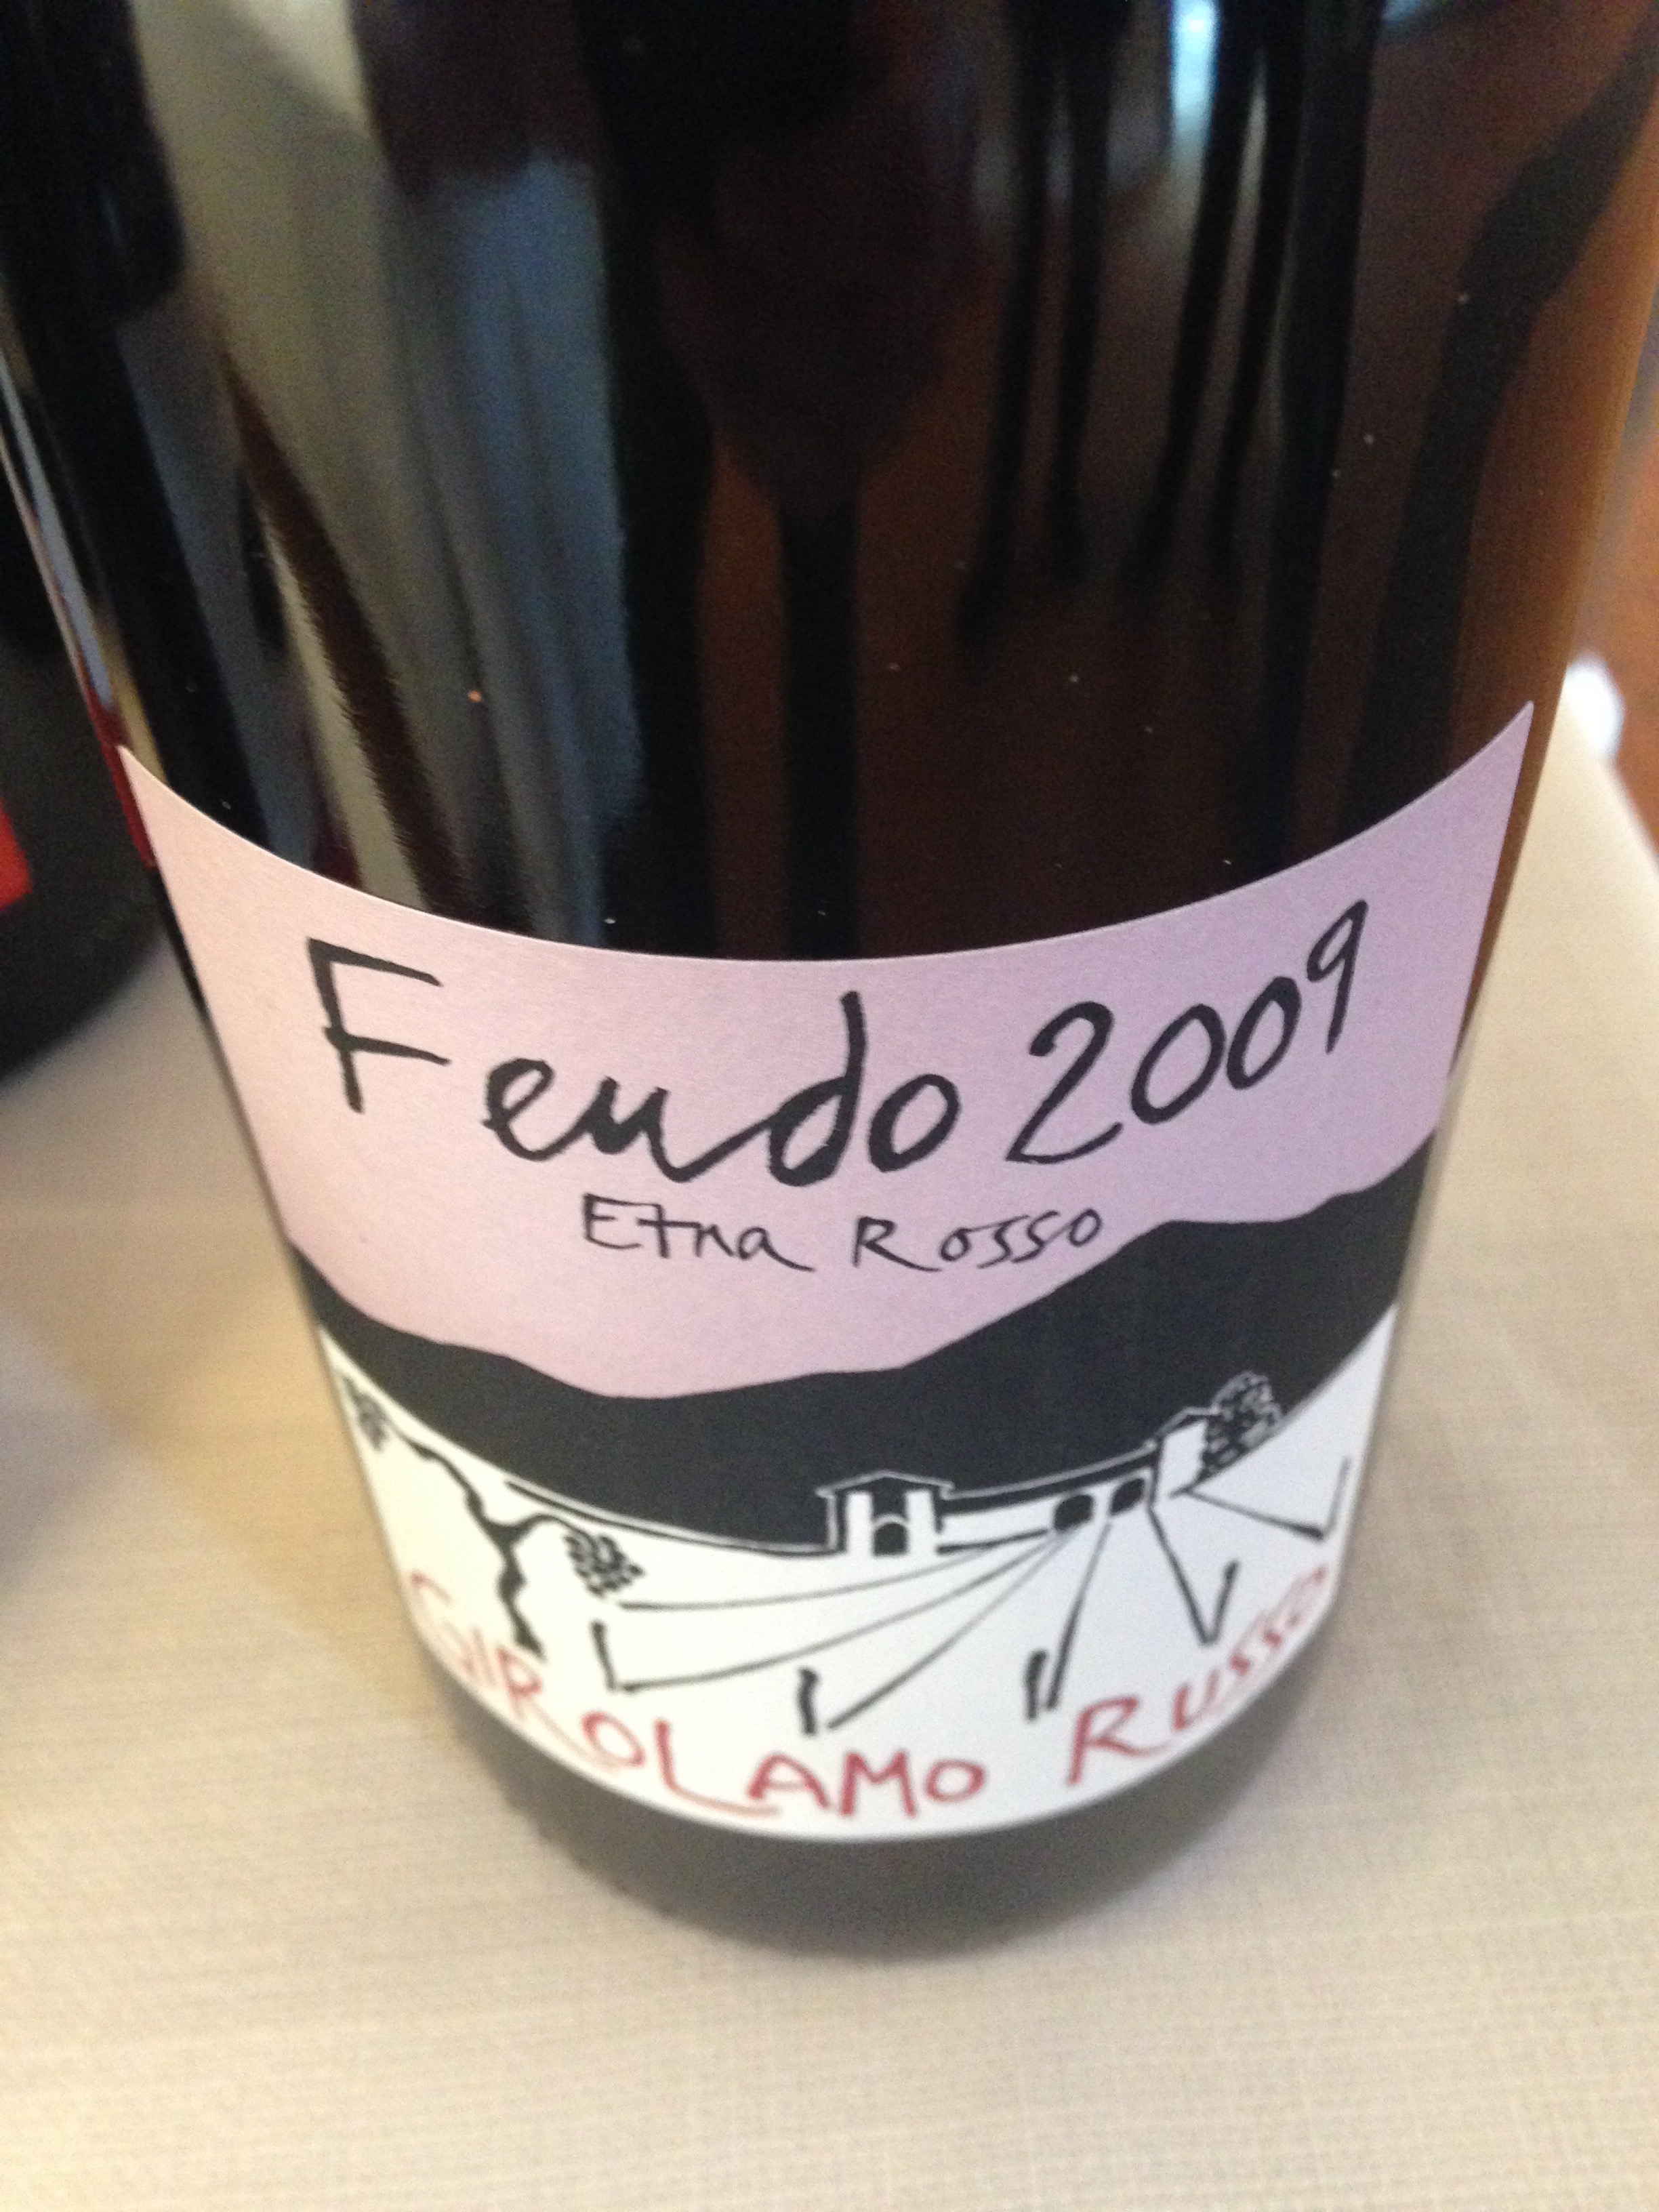 Feudo 2009
Etna Rosso
GIROLAMO RUSSO